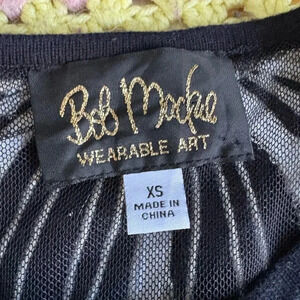 Bob Mackie
WEARABLE ART
XS
MADE IN
CHINA